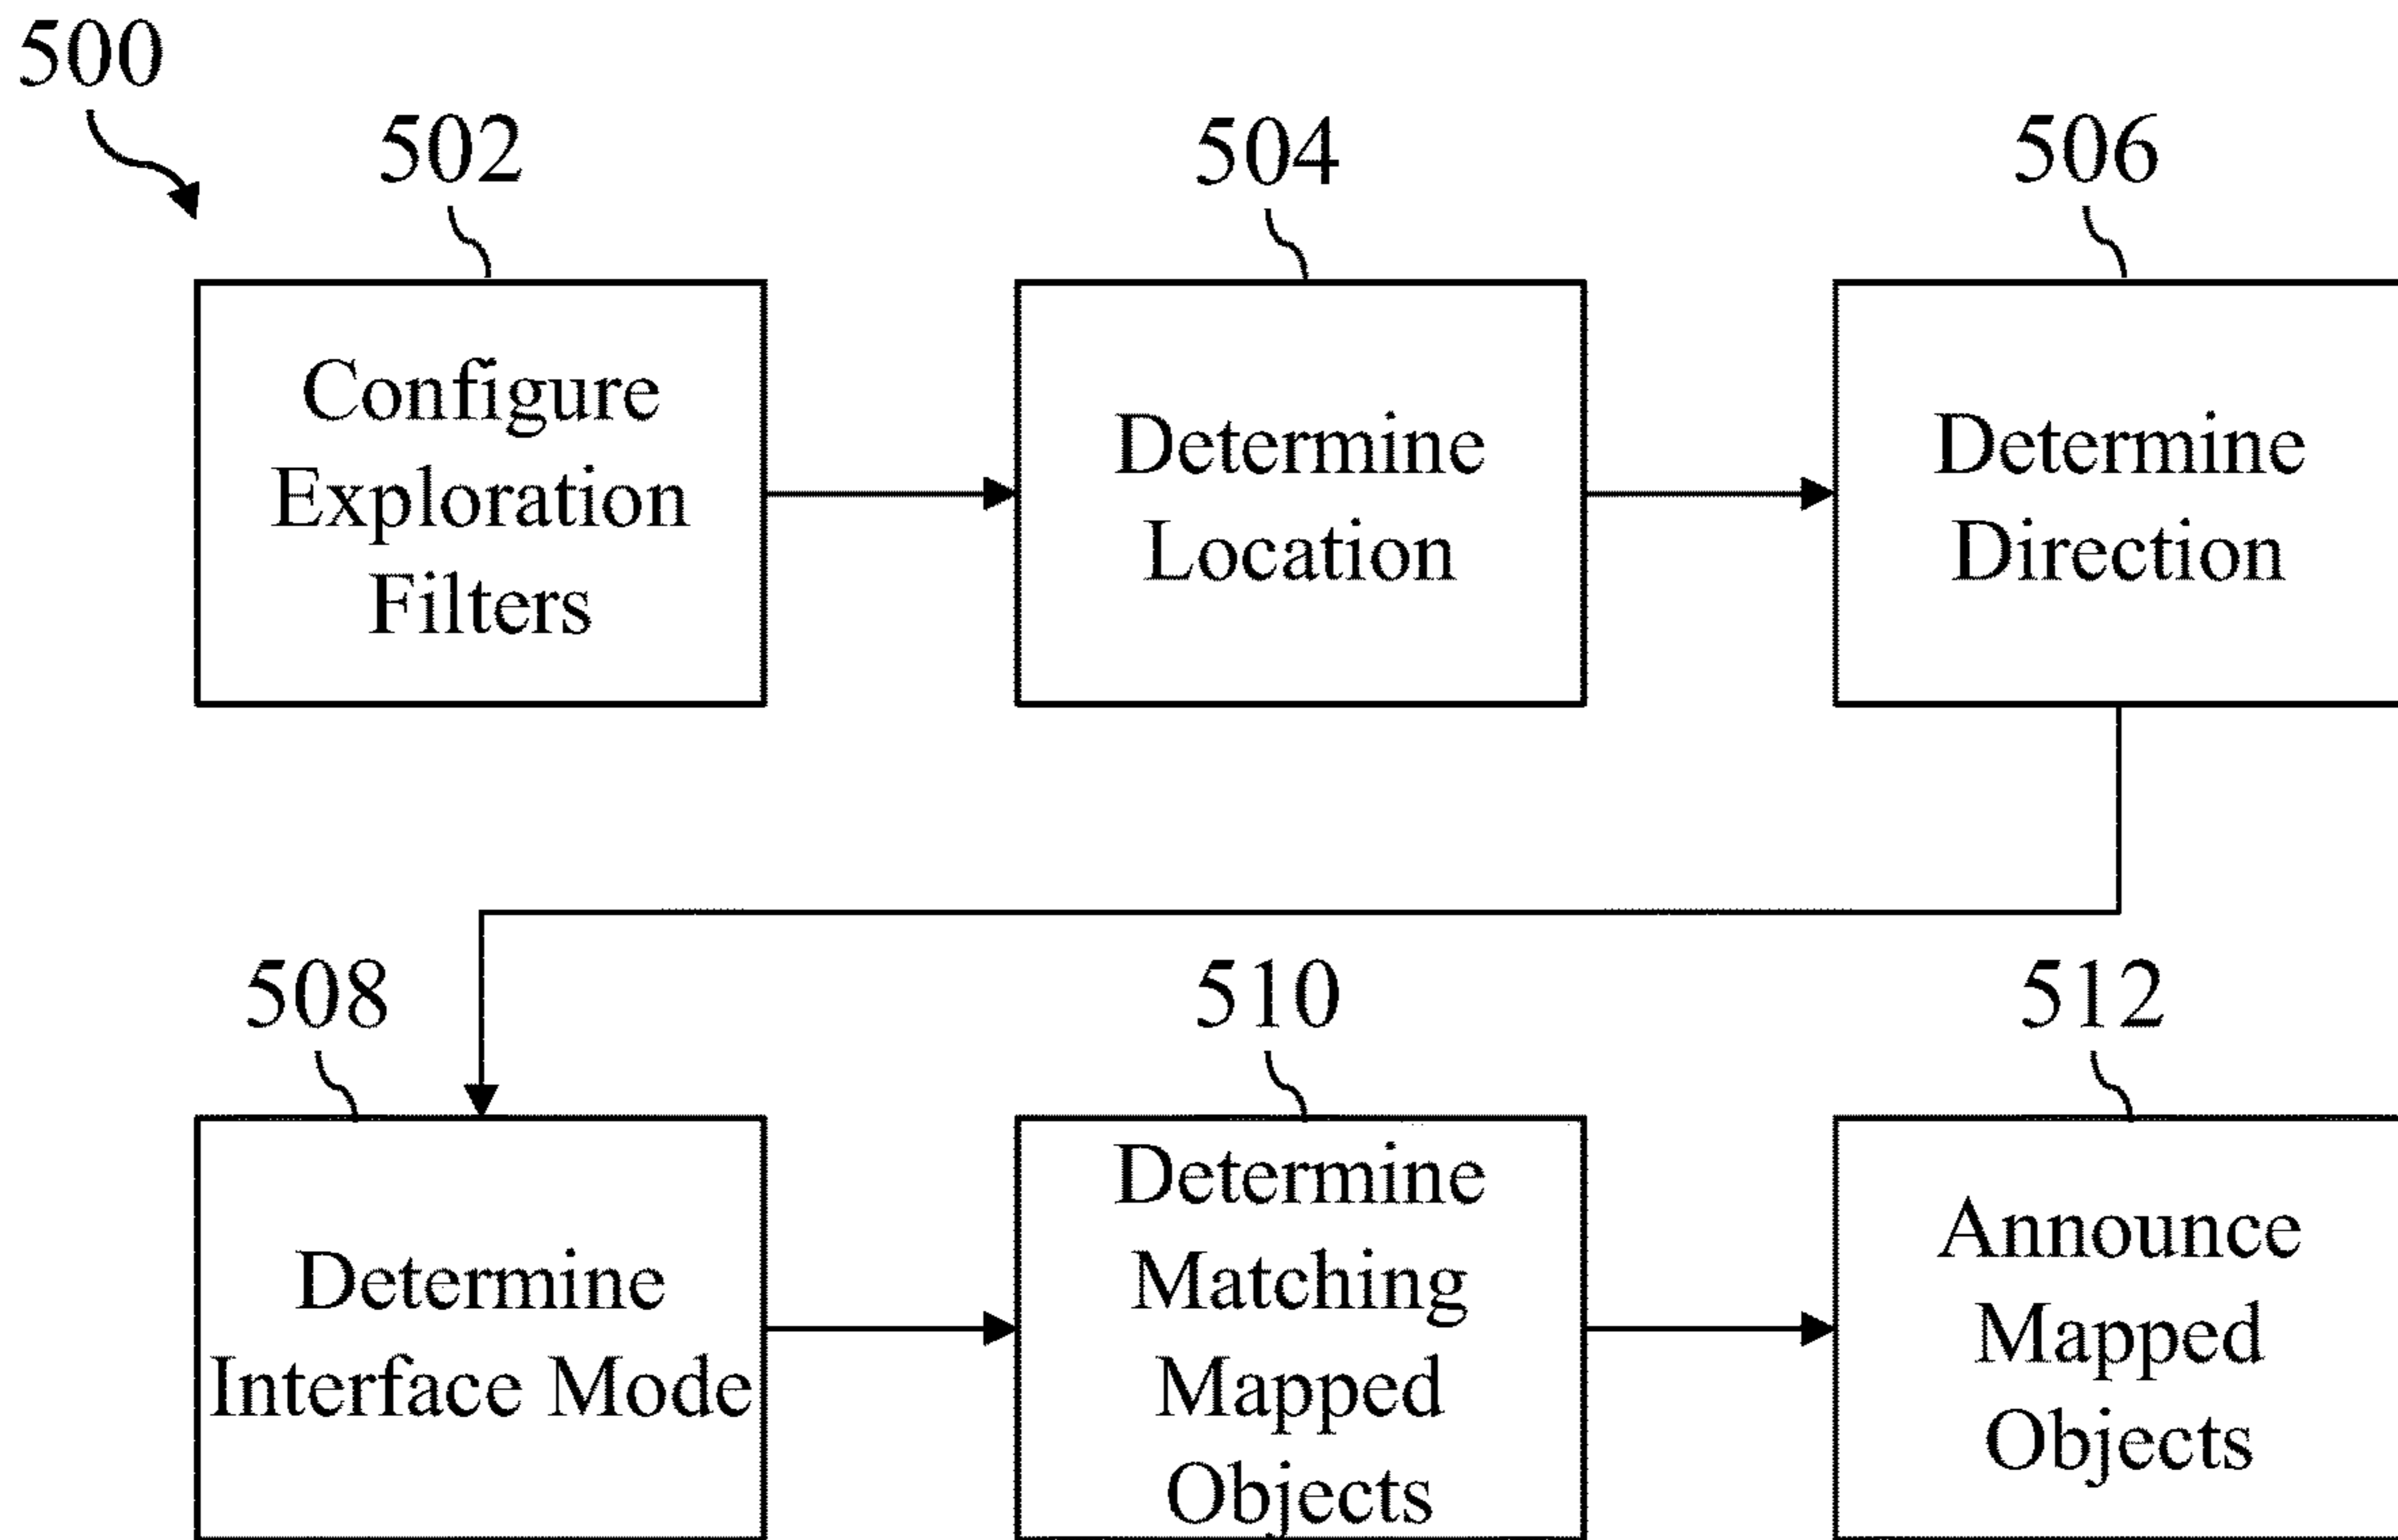 500
502
504
506
Configure
Exploration
Filters
Determine
Location
Determine
Direction
508
510
512
Determine
Interface Mode
Determine
Matching
Mapped
Objects
Announce
Mapped
Objects